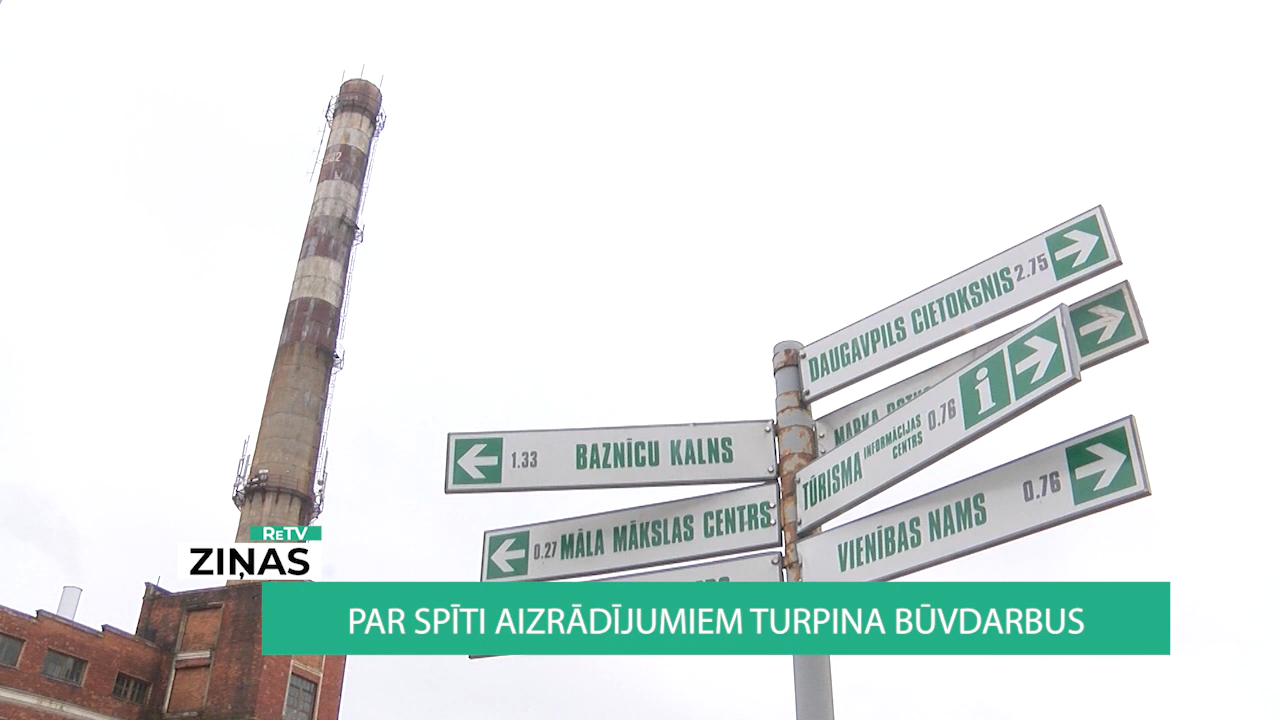 DAUGAVPILS CIETOKSNIS 2.75
MARKA
TŪRISMA INFORMĀCIJAS CENTRS 0.76 i
VIENĪBAS NAMS 0.76
1.33 BAZNĪCU KALNS
0.27 MĀLA MĀKSLAS CENTRS
ReTV
ZIŅAS
PAR SPĪTI AIZRĀDĪJUMIEM TURPINA BŪVDARBUS